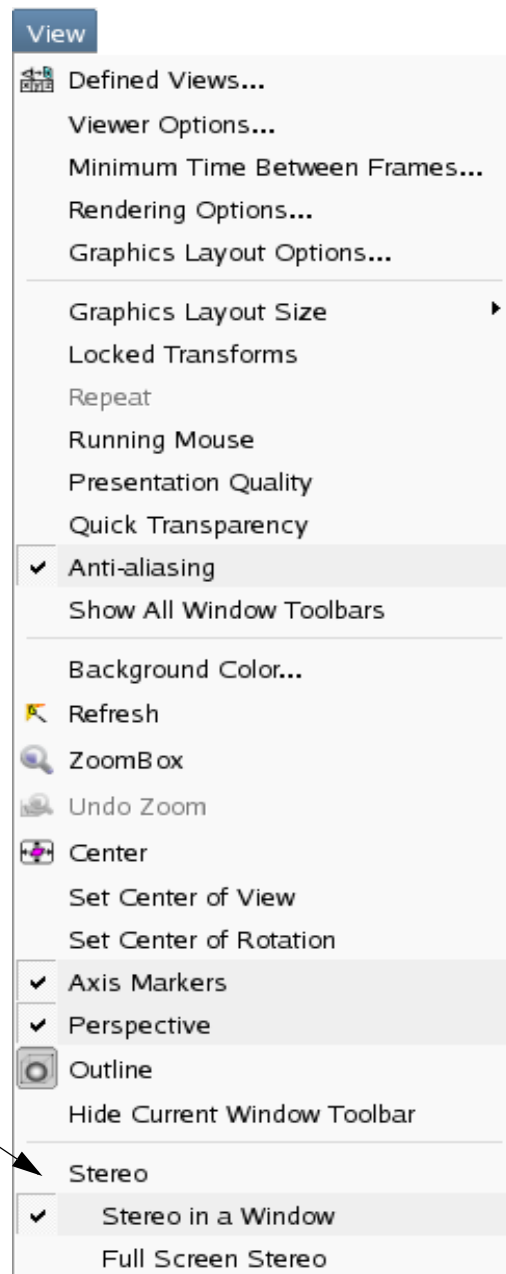 View
Defined Views...
Viewer Options...
Minimum Time Between Frames...
Rendering Options...
Graphics Layout Options...
Graphics Layout Size
Locked Transforms
Repeat
Running Mouse
Presentation Quality
Quick Transparency
Anti-aliasing
Show All Window Toolbars
Background Color...
Refresh
ZoomBox
Undo Zoom
Center
Set Center of View
Set Center of Rotation
Axis Markers
Perspective
Outline
Hide Current Window Toolbar
Stereo
Stereo in a Window
Full Screen Stereo